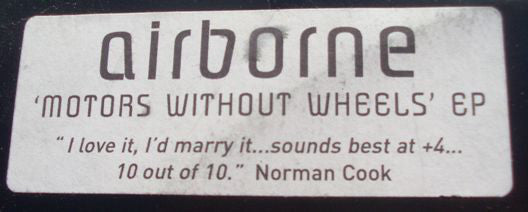 airborne
'MOTORS WITHOUT WHEELS' EP
"I love it, I'd marry it...sounds best at +4...
10 out of 10." Norman Cook